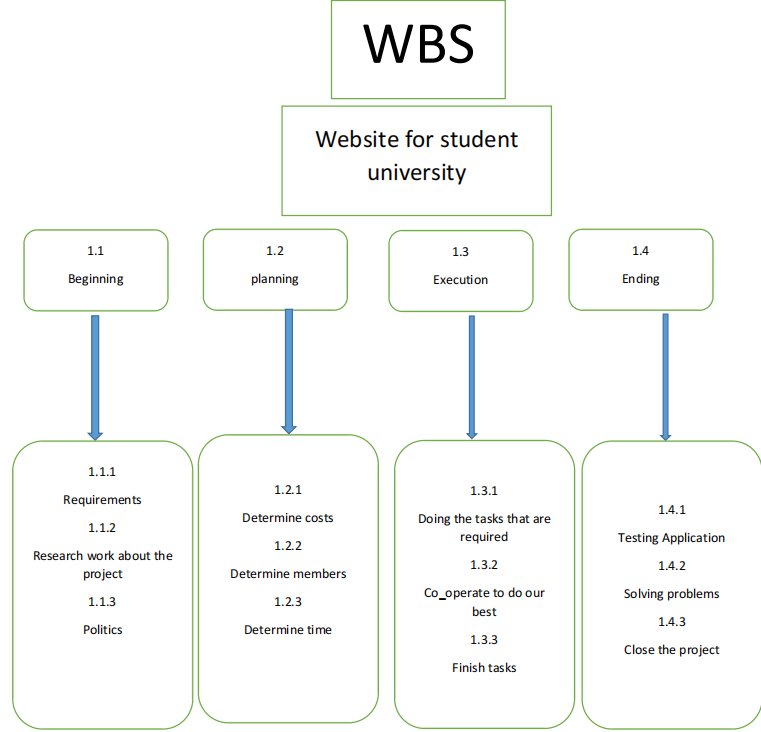 WBS
Website for student
university
1.1
Beginning
1.2
planning
1.3
Execution
1.4
Ending
1.1.1
Requirements
1.1.2
Research work about the
project
1.1.3
Politics
1.2.1
Determine costs
1.2.2
Determine members
1.2.3
Determine time
1.3.1
Doing the tasks that are
required
1.3.2
Co_operate to do our
best
1.3.3
Finish tasks
1.4.1
Testing Application
1.4.2
Solving problems
1.4.3
Close the project